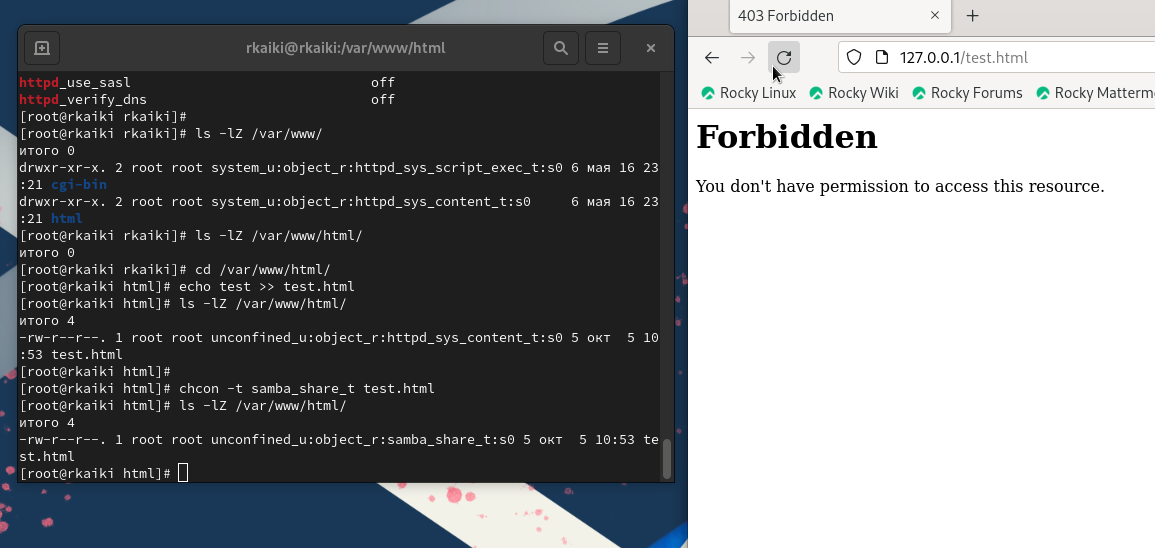 rkaiki@rkaiki:/var/www/html
httpd_use_sasl                              off
httpd_verify_dns                            off
[root@rkaiki rkaiki]#
[root@rkaiki rkaiki]# ls -lZ /var/www/
итого 0
drwxr-xr-x. 2 root root system_u:object_r:httpd_sys_script_exec_t:s0 6 мая 16 23
:21 cgi-bin
drwxr-xr-x. 2 root root system_u:object_r:httpd_sys_content_t:s0     6 мая 16 23
:21 html
[root@rkaiki rkaiki]# ls -lZ /var/www/html/
итого 0
[root@rkaiki rkaiki]# cd /var/www/html/
[root@rkaiki html]# echo test >> test.html
[root@rkaiki html]# ls -lZ /var/www/html/
итого 4
-rw-r--r--. 1 root root unconfined_u:object_r:httpd_sys_content_t:s0 5 окт  5 10
:53 test.html
[root@rkaiki html]#
[root@rkaiki html]# chcon -t samba_share_t test.html
[root@rkaiki html]# ls -lZ /var/www/html/
итого 4
-rw-r--r--. 1 root root unconfined_u:object_r:samba_share_t:s0 5 окт  5 10:53 te
st.html
[root@rkaiki html]#
403 Forbidden
127.0.0.1/test.html
Rocky Linux Rocky Wiki Rocky Forums Rocky Matterm
Forbidden
You don't have permission to access this resource.